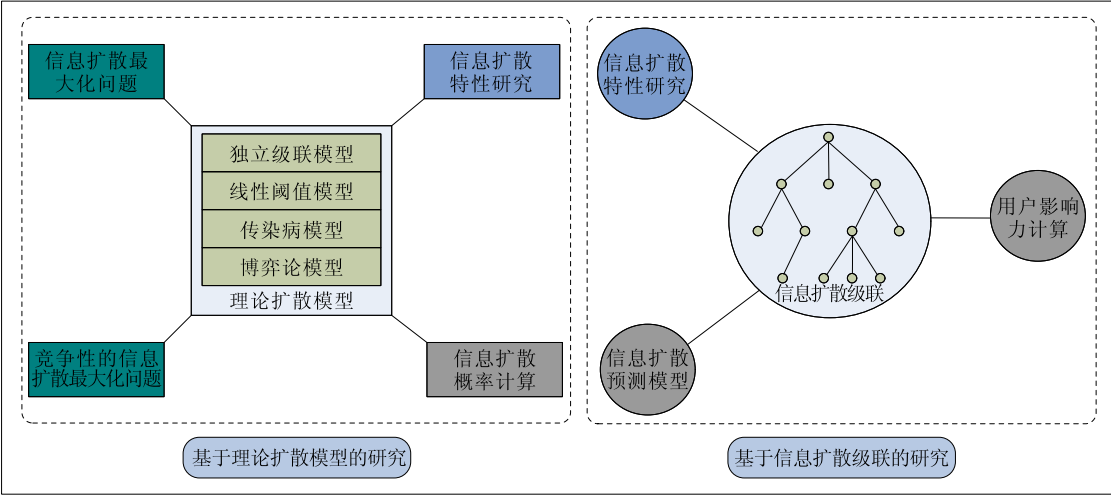 信息扩散最
大化问题
信息扩散
特性研究
独立级联模型
线性阈值模型
传染病模型
博弈论模型
理论扩散模型
竞争性的信息
扩散最大化问题
信息扩散
概率计算
基于理论扩散模型的研究
信息扩散
特性研究
用户影响
力计算
信息扩散级联
信息扩散
预测模型
基于信息扩散级联的研究